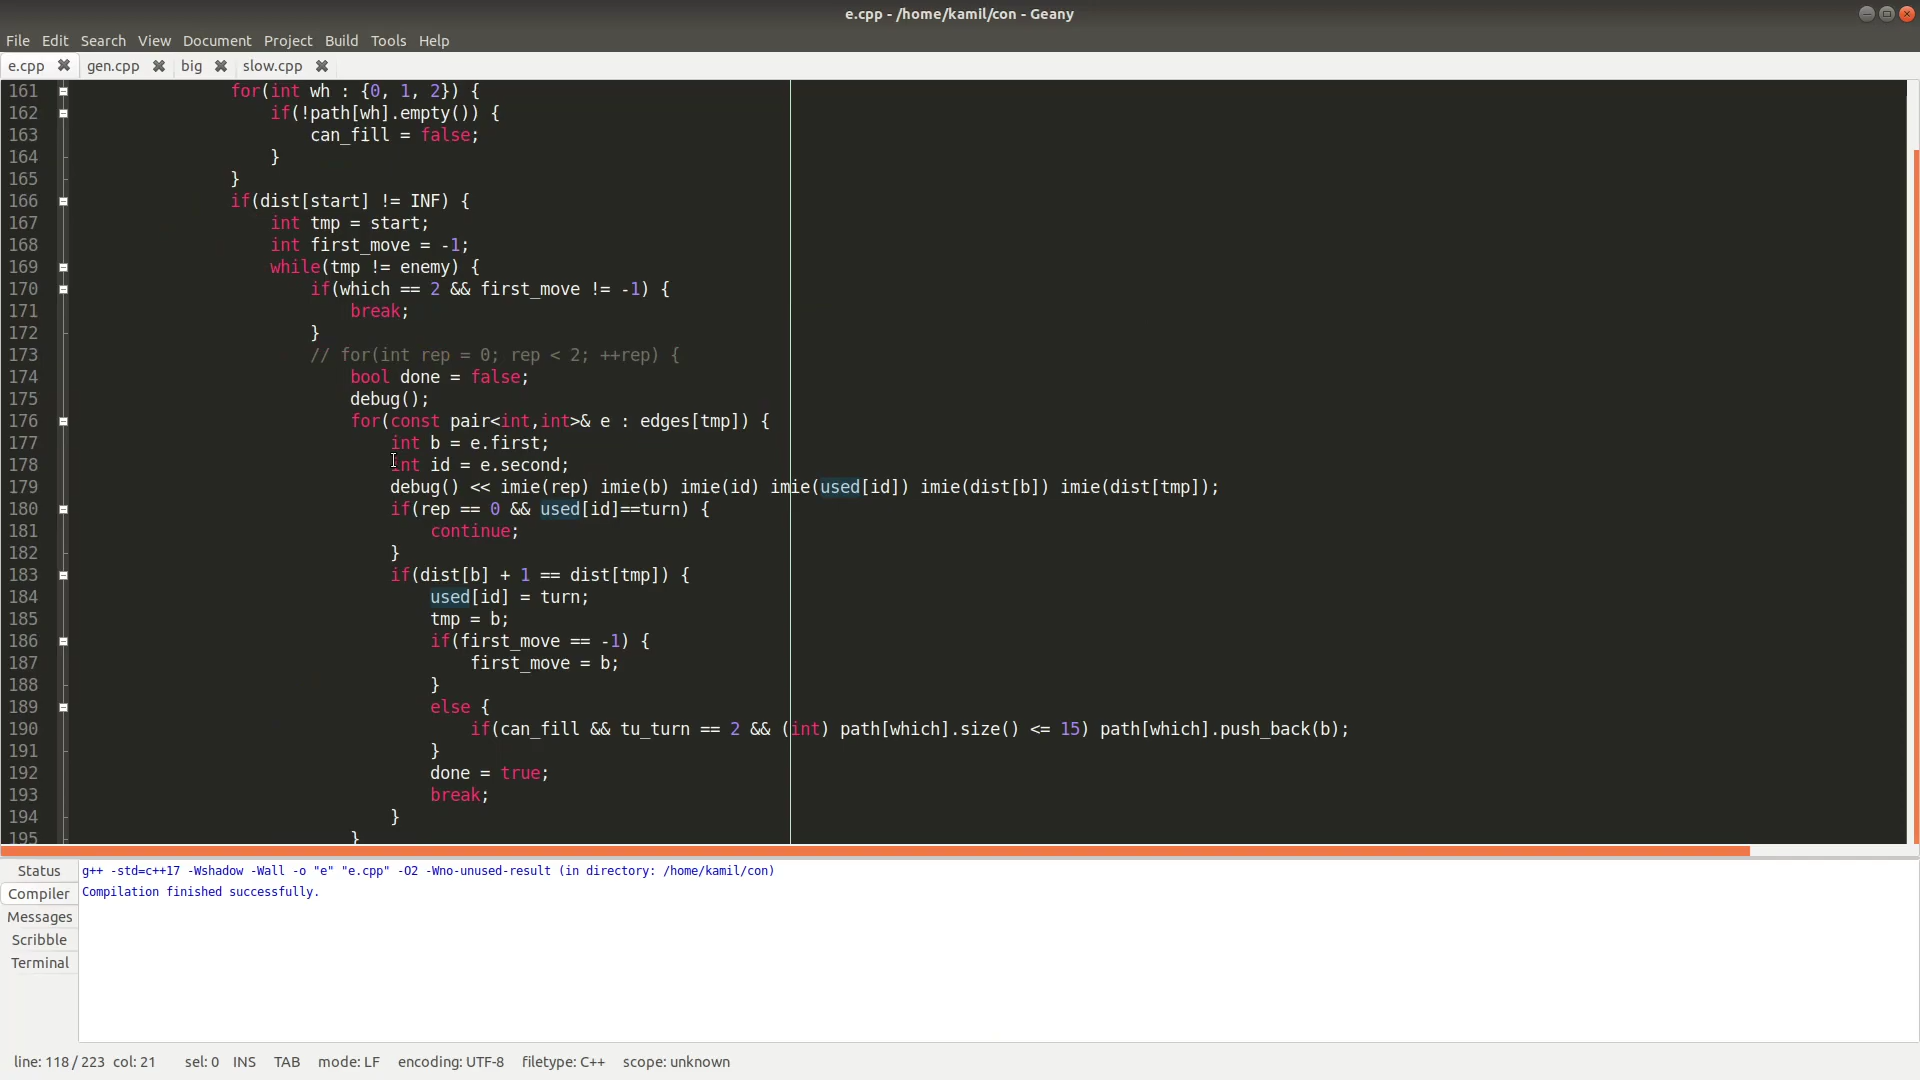 e.cpp - /home/kamil/con - Geany
File Edit Search View Document Project Build Tools Help
e.cpp gen.cpp big slow.cpp
161 for(int wh : {0, 1, 2}) {
162 if(!path[wh].empty()) {
163 can_fill = false;
164 }
165 }
166 if(dist[start] != INF) {
167 int tmp = start;
168 int first_move = -1;
169 while(tmp != enemy) {
170 if(which == 2 && first_move != -1) {
171 break;
172 }
173 // for(int rep = 0; rep < 2; ++rep) {
174 bool done = false;
175 debug();
176 for(const pair<int,int>& e : edges[tmp]) {
177 int b = e.first;
178 int id = e.second;
179 debug() << imie(rep) imie(b) imie(id) imie(used[id]) imie(dist[b]) imie(dist[tmp]);
180 if(rep == 0 && used[id]==turn) {
181 continue;
182 }
183 if(dist[b] + 1 == dist[tmp]) {
184 used[id] = turn;
185 tmp = b;
186 if(first_move == -1) {
187 first_move = b;
188 }
189 else {
190 if(can_fill && tu_turn == 2 && (int) path[which].size() <= 15) path[which].push_back(b);
191 }
192 done = true;
193 break;
194 }
195 }
Status
Compiler
Messages
Scribble
Terminal
g++ -std=c++17 -Wshadow -Wall -o "e" "e.cpp" -O2 -Wno-unused-result (in directory: /home/kamil/con)
Compilation finished successfully.
line: 118 / 223 col: 21 sel: 0 INS TAB mode: LF encoding: UTF-8 filetype: C++ scope: unknown